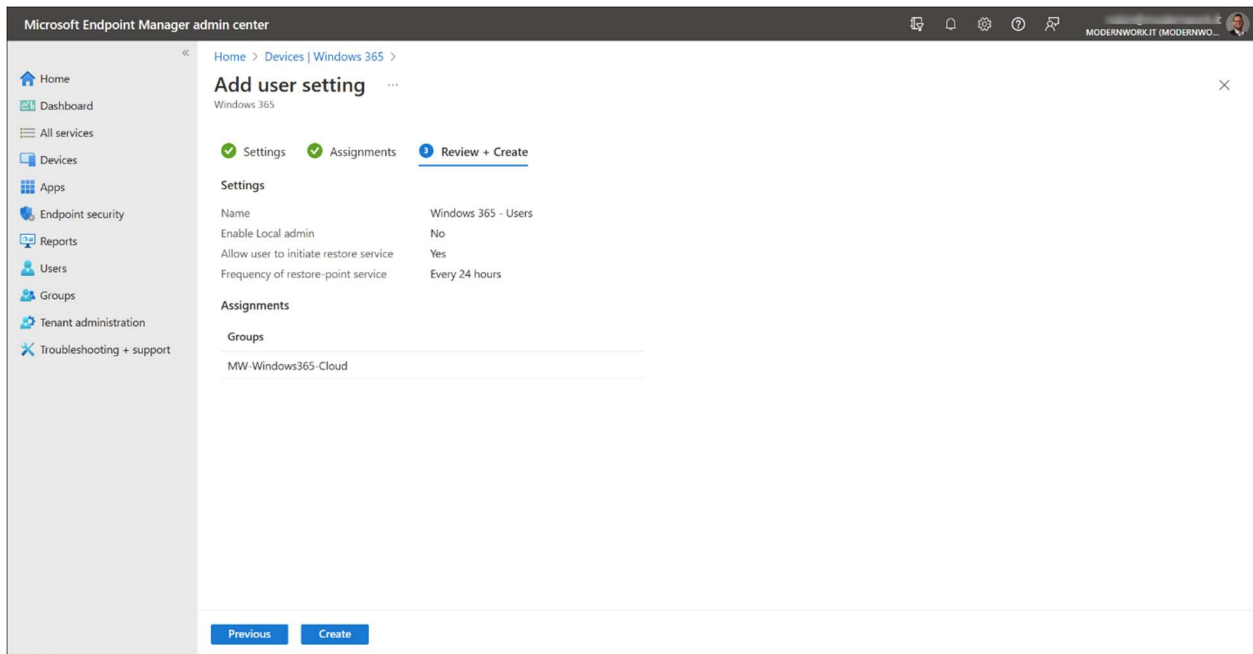 Microsoft Endpoint Manager admin center
MODERNWORK.IT (MODERNWO...
«
Home
Dashboard
All services
Devices
Apps
Endpoint security
Reports
Users
Groups
Tenant administration
Troubleshooting + support
Home > Devices | Windows 365 >
Add user setting ...
Windows 365
Settings Assignments 3 Review + Create
Settings
Name Windows 365 - Users
Enable Local admin No
Allow user to initiate restore service Yes
Frequency of restore-point service Every 24 hours
Assignments
Groups
MW-Windows365-Cloud
Previous Create